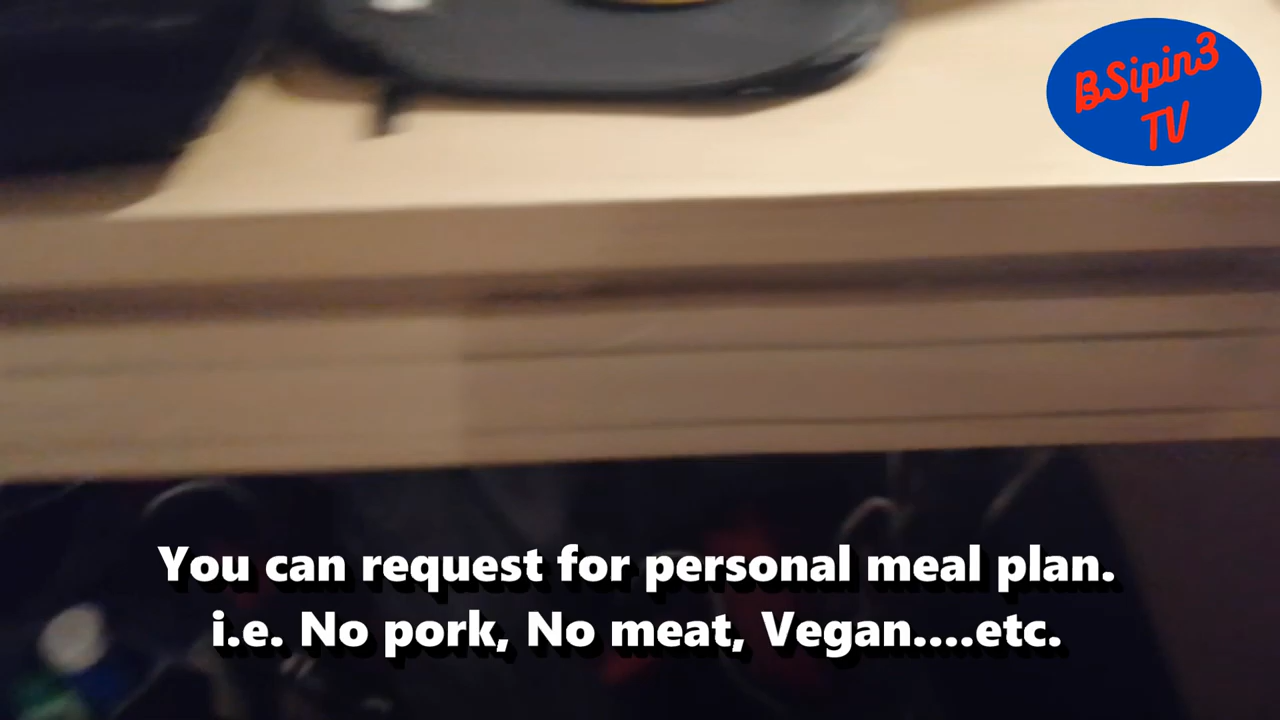 BSipin3
TV
You can request for personal meal plan.
i.e. No pork, No meat, Vegan....etc.